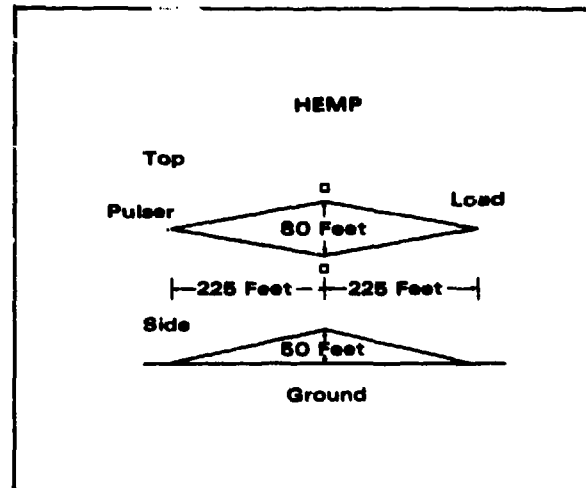 HEMP
Top
Pulser
Load
80 Feet
225 Feet
225 Feet
Side
50 Feet
Ground